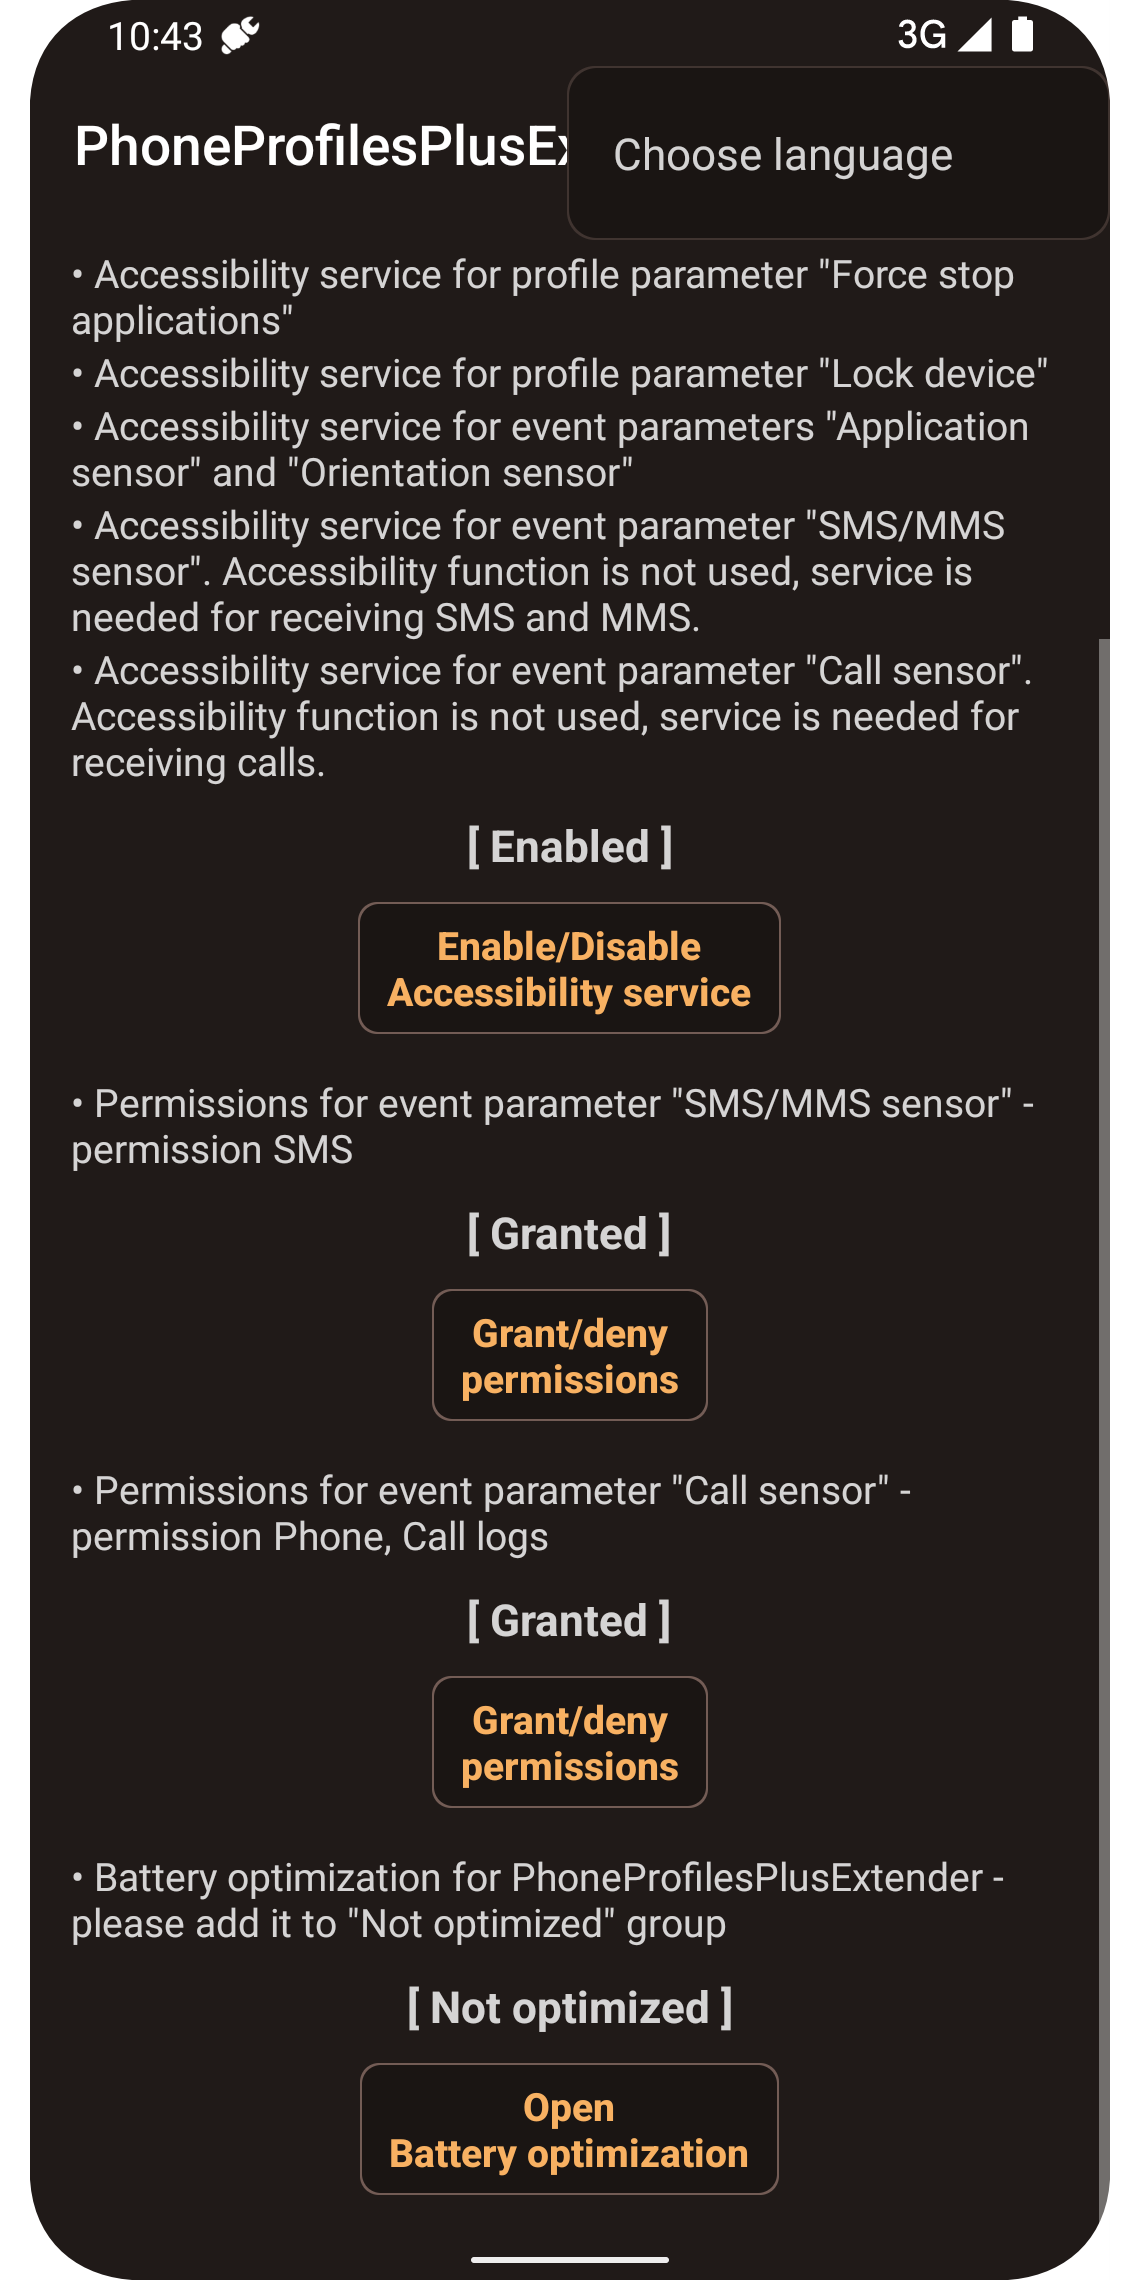 10:43
3G
PhoneProfilesPlusEx
Choose language
• Accessibility service for profile parameter "Force stop
applications"
• Accessibility service for profile parameter "Lock device"
• Accessibility service for event parameters "Application
sensor" and "Orientation sensor"
• Accessibility service for event parameter "SMS/MMS
sensor". Accessibility function is not used, service is
needed for receiving SMS and MMS.
• Accessibility service for event parameter "Call sensor".
Accessibility function is not used, service is needed for
receiving calls.
[ Enabled ]
Enable/Disable
Accessibility service
• Permissions for event parameter "SMS/MMS sensor" -
permission SMS
[ Granted ]
Grant/deny
permissions
• Permissions for event parameter "Call sensor" -
permission Phone, Call logs
[ Granted ]
Grant/deny
permissions
• Battery optimization for PhoneProfilesPlusExtender -
please add it to "Not optimized" group
[ Not optimized ]
Open
Battery optimization